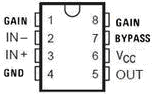 GAIN 1 8 GAIN
IN- 2 7 BYPASS
IN+ 3 6 VCC
GND 4 5 OUT